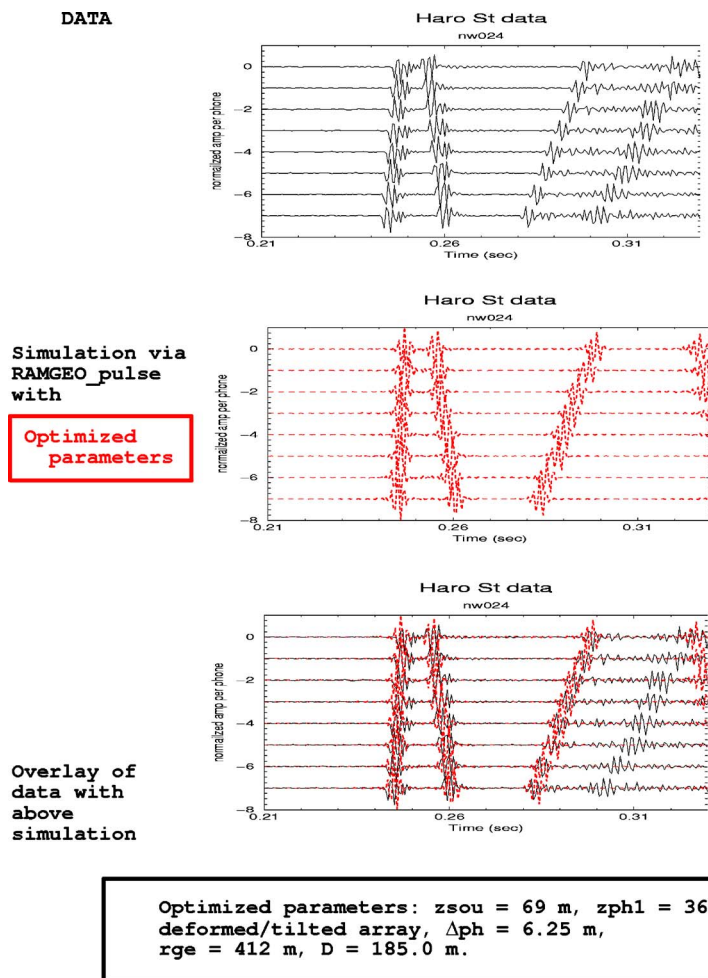 DATA
Haro St data
nw024
normalized amp per phone
0
−2
−4
−6
−8
0.21
0.26
0.31
Time (sec)
Simulation via
RAMGEO_pulse
with
Optimized
parameters
Haro St data
nw024
normalized amp per phone
0
−2
−4
−6
−8
0.21
0.26
0.31
Time (sec)
Overlay of
data with
above
simulation
Haro St data
nw024
normalized amp per phone
0
−2
−4
−6
−8
0.21
0.26
0.31
Time (sec)
Optimized parameters: zsou = 69 m, zph1 = 36
deformed/tilted array, Δph = 6.25 m,
rge = 412 m, D = 185.0 m.